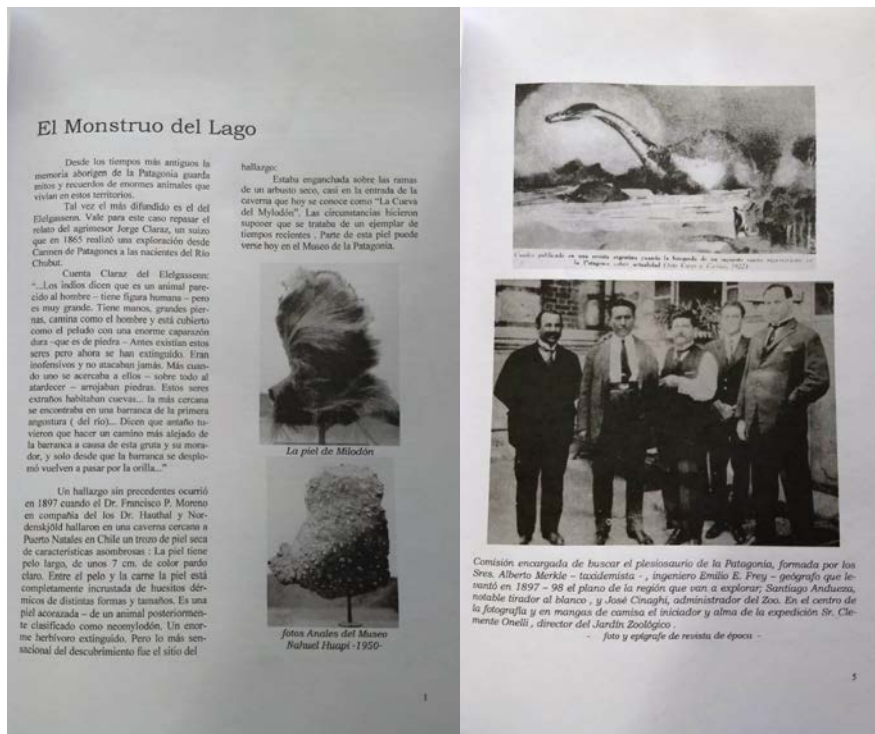 El Monstruo del Lago
Desde los tiempos más antiguos la
memoria aborigen de la Patagonia guarda
mitos y recuerdos de enormes animales que
vivían en estos territorios.
Tal vez el más difundido es el del
Elelgassenn. Vale para este caso repasar el
relato del agrimesor Jorge Claraz, un suizo
que en 1865 realizó una exploración desde
Carmen de Patagones a las nacientes del Río
Chubut.
Cuenta Claraz del Elelgassenn:
"...Los indios dicen que es un animal pare-
cido al hombre – tiene figura humana – pero
es muy grande. Tiene manos, grandes pier-
nas, camina como el hombre y está cubierto
como el peludo con una enorme caparazón
dura –que es de piedra – Antes existían estos
seres pero ahora se han extinguido. Eran
inofensivos y no atacaban jamás. Más cuan-
do uno se acercaba a ellos – sobre todo al
atardecer – arrojaban piedras. Estos seres
extraños habitaban cuevas... la más cercana
se encontraba en una barranca de la primera
angostura ( del río)... Dicen que antaño tu-
vieron que hacer un camino más alejado de
la barranca a causa de esta gruta y su mora-
dor, y solo desde que la barranca se desplo-
mó vuelven a pasar por la orilla..."
Un hallazgo sin precedentes ocurrió
en 1897 cuando el Dr. Francisco P. Moreno
en compañía del los Dr. Hauthal y Nor-
denskjöld hallaron en una caverna cercana a
Puerto Natales en Chile un trozo de piel seca
de características asombrosas : La piel tiene
pelo largo, de unos 7 cm. de color pardo
claro. Entre el pelo y la carne la piel está
completamente incrustada de huesitos dér-
micos de distintas formas y tamaños. Es una
piel acorazada – de un animal posteriormen-
te clasificado como neomylodón. Un enor-
me herbívoro extinguido. Pero lo más sen-
sacional del descubrimiento fue el sitio del
hallazgo:
Estaba enganchada sobre las ramas
de un arbusto seco, casi en la entrada de la
caverna que hoy se conoce como "La Cueva
del Mylodón". Las circunstancias hicieron
suponer que se trataba de un ejemplar de
tiempos recientes . Parte de esta piel puede
verse hoy en el Museo de la Patagonia.
La piel de Milodón
fotos Anales del Museo
Nahuel Huapi -1950-
1
Cuadro publicado en una revista argentina cuando la búsqueda de un
la Patagonia cobró actualidad
Comisión encargada de buscar el plesiosaurio de la Patagonia, formada por los
Sres. Alberto Merkle – taxidemista - , ingeniero Emilio E. Frey – geógrafo que le-
vantó en 1897 – 98 el plano de la región que van a explorar; Santiago Andueza,
notable tirador al blanco , y José Cinaghi, administrador del Zoo. En el centro de
la fotografía y en mangas de camisa el iniciador y alma de la expedición Sr. Cle-
mente Onelli , director del Jardín Zoológico .
- foto y epígrafe de revista de época -
5